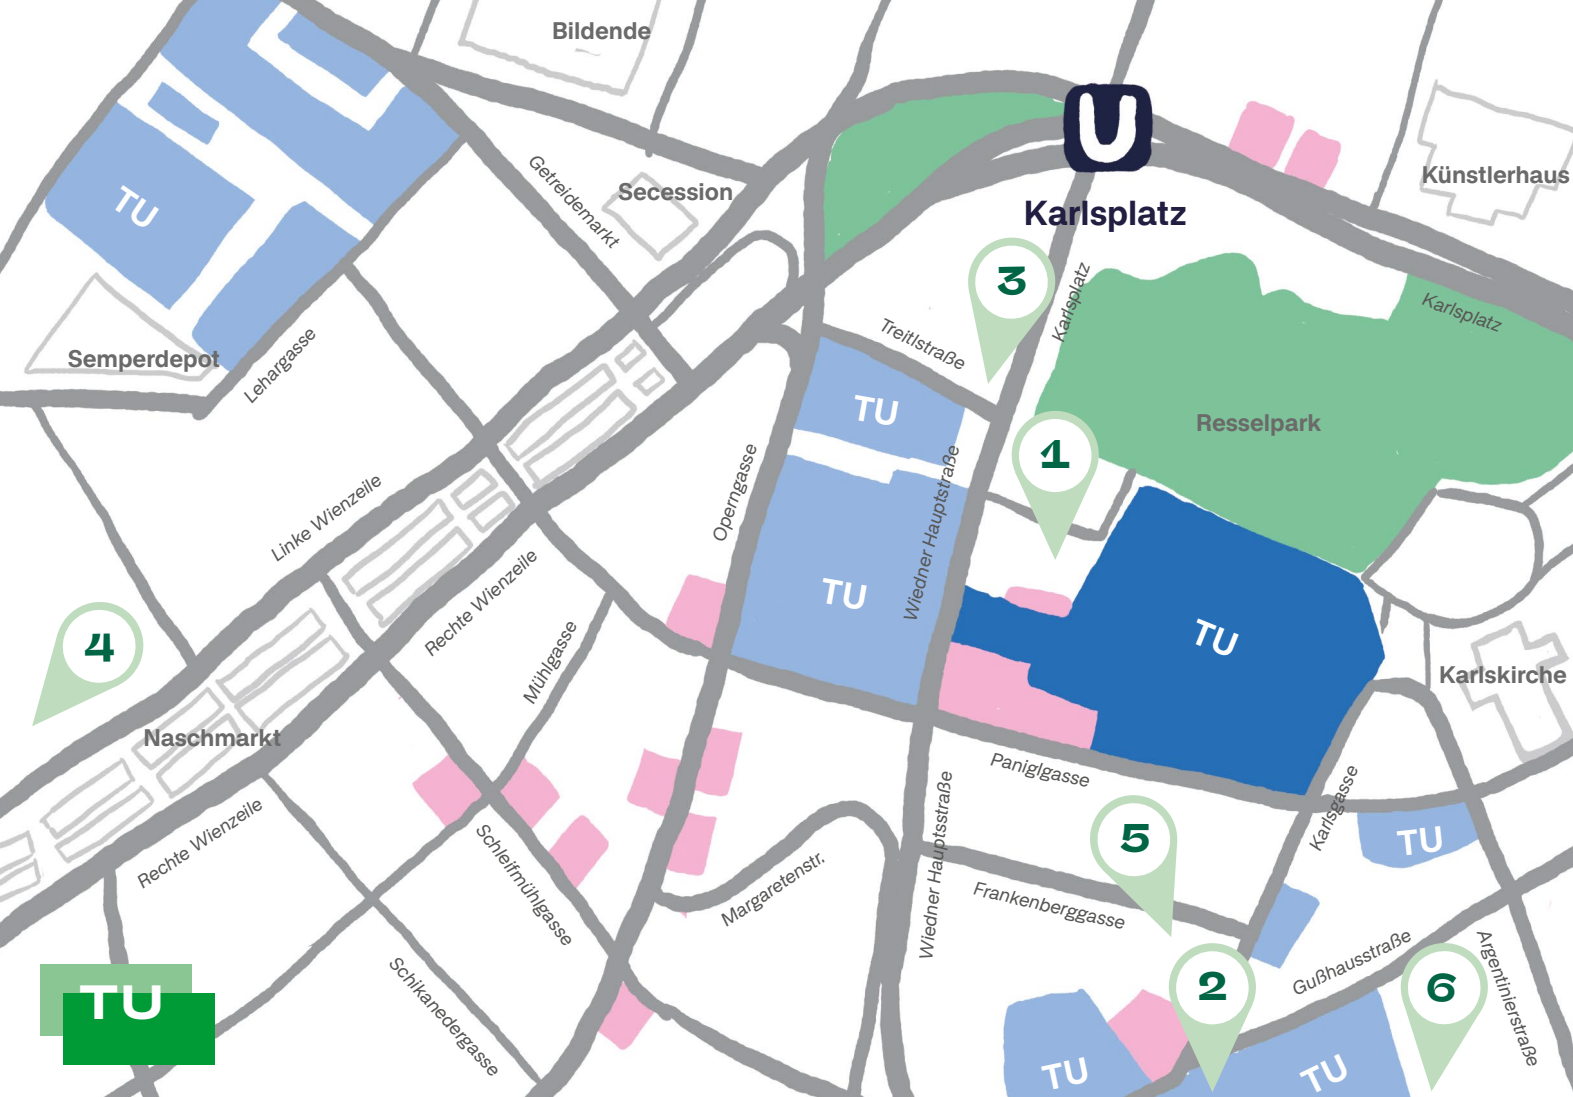 Bildende
U
Karlsplatz
Künstlerhaus
Secession
Getreidemarkt
TU
Semperdepot
Lehargasse
3
Karlsplatz
Karlsplatz
Treitlstraße
TU
Resselpark
1
Operngasse
Wiedner Hauptstraße
Linke Wienzeile
Rechte Wienzeile
TU
TU
4
Mühlgasse
Karlskirche
Naschmarkt
Paniglgasse
Rechte Wienzeile
Schleifmühlgasse
Margaretenstr.
Wiedner Hauptsstraße
5
Karlsgasse
TU
Frankenberggasse
Gußhausstraße
Argentinierstraße
Schikanedergasse
2
6
TU
TU
TU